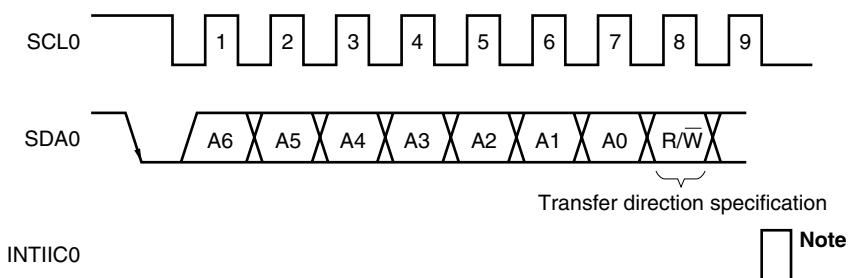 SCL0 1 2 3 4 5 6 7 8 9
SDA0 A6 A5 A4 A3 A2 A1 A0 R/W̅
Transfer direction specification
INTIIC0 Note